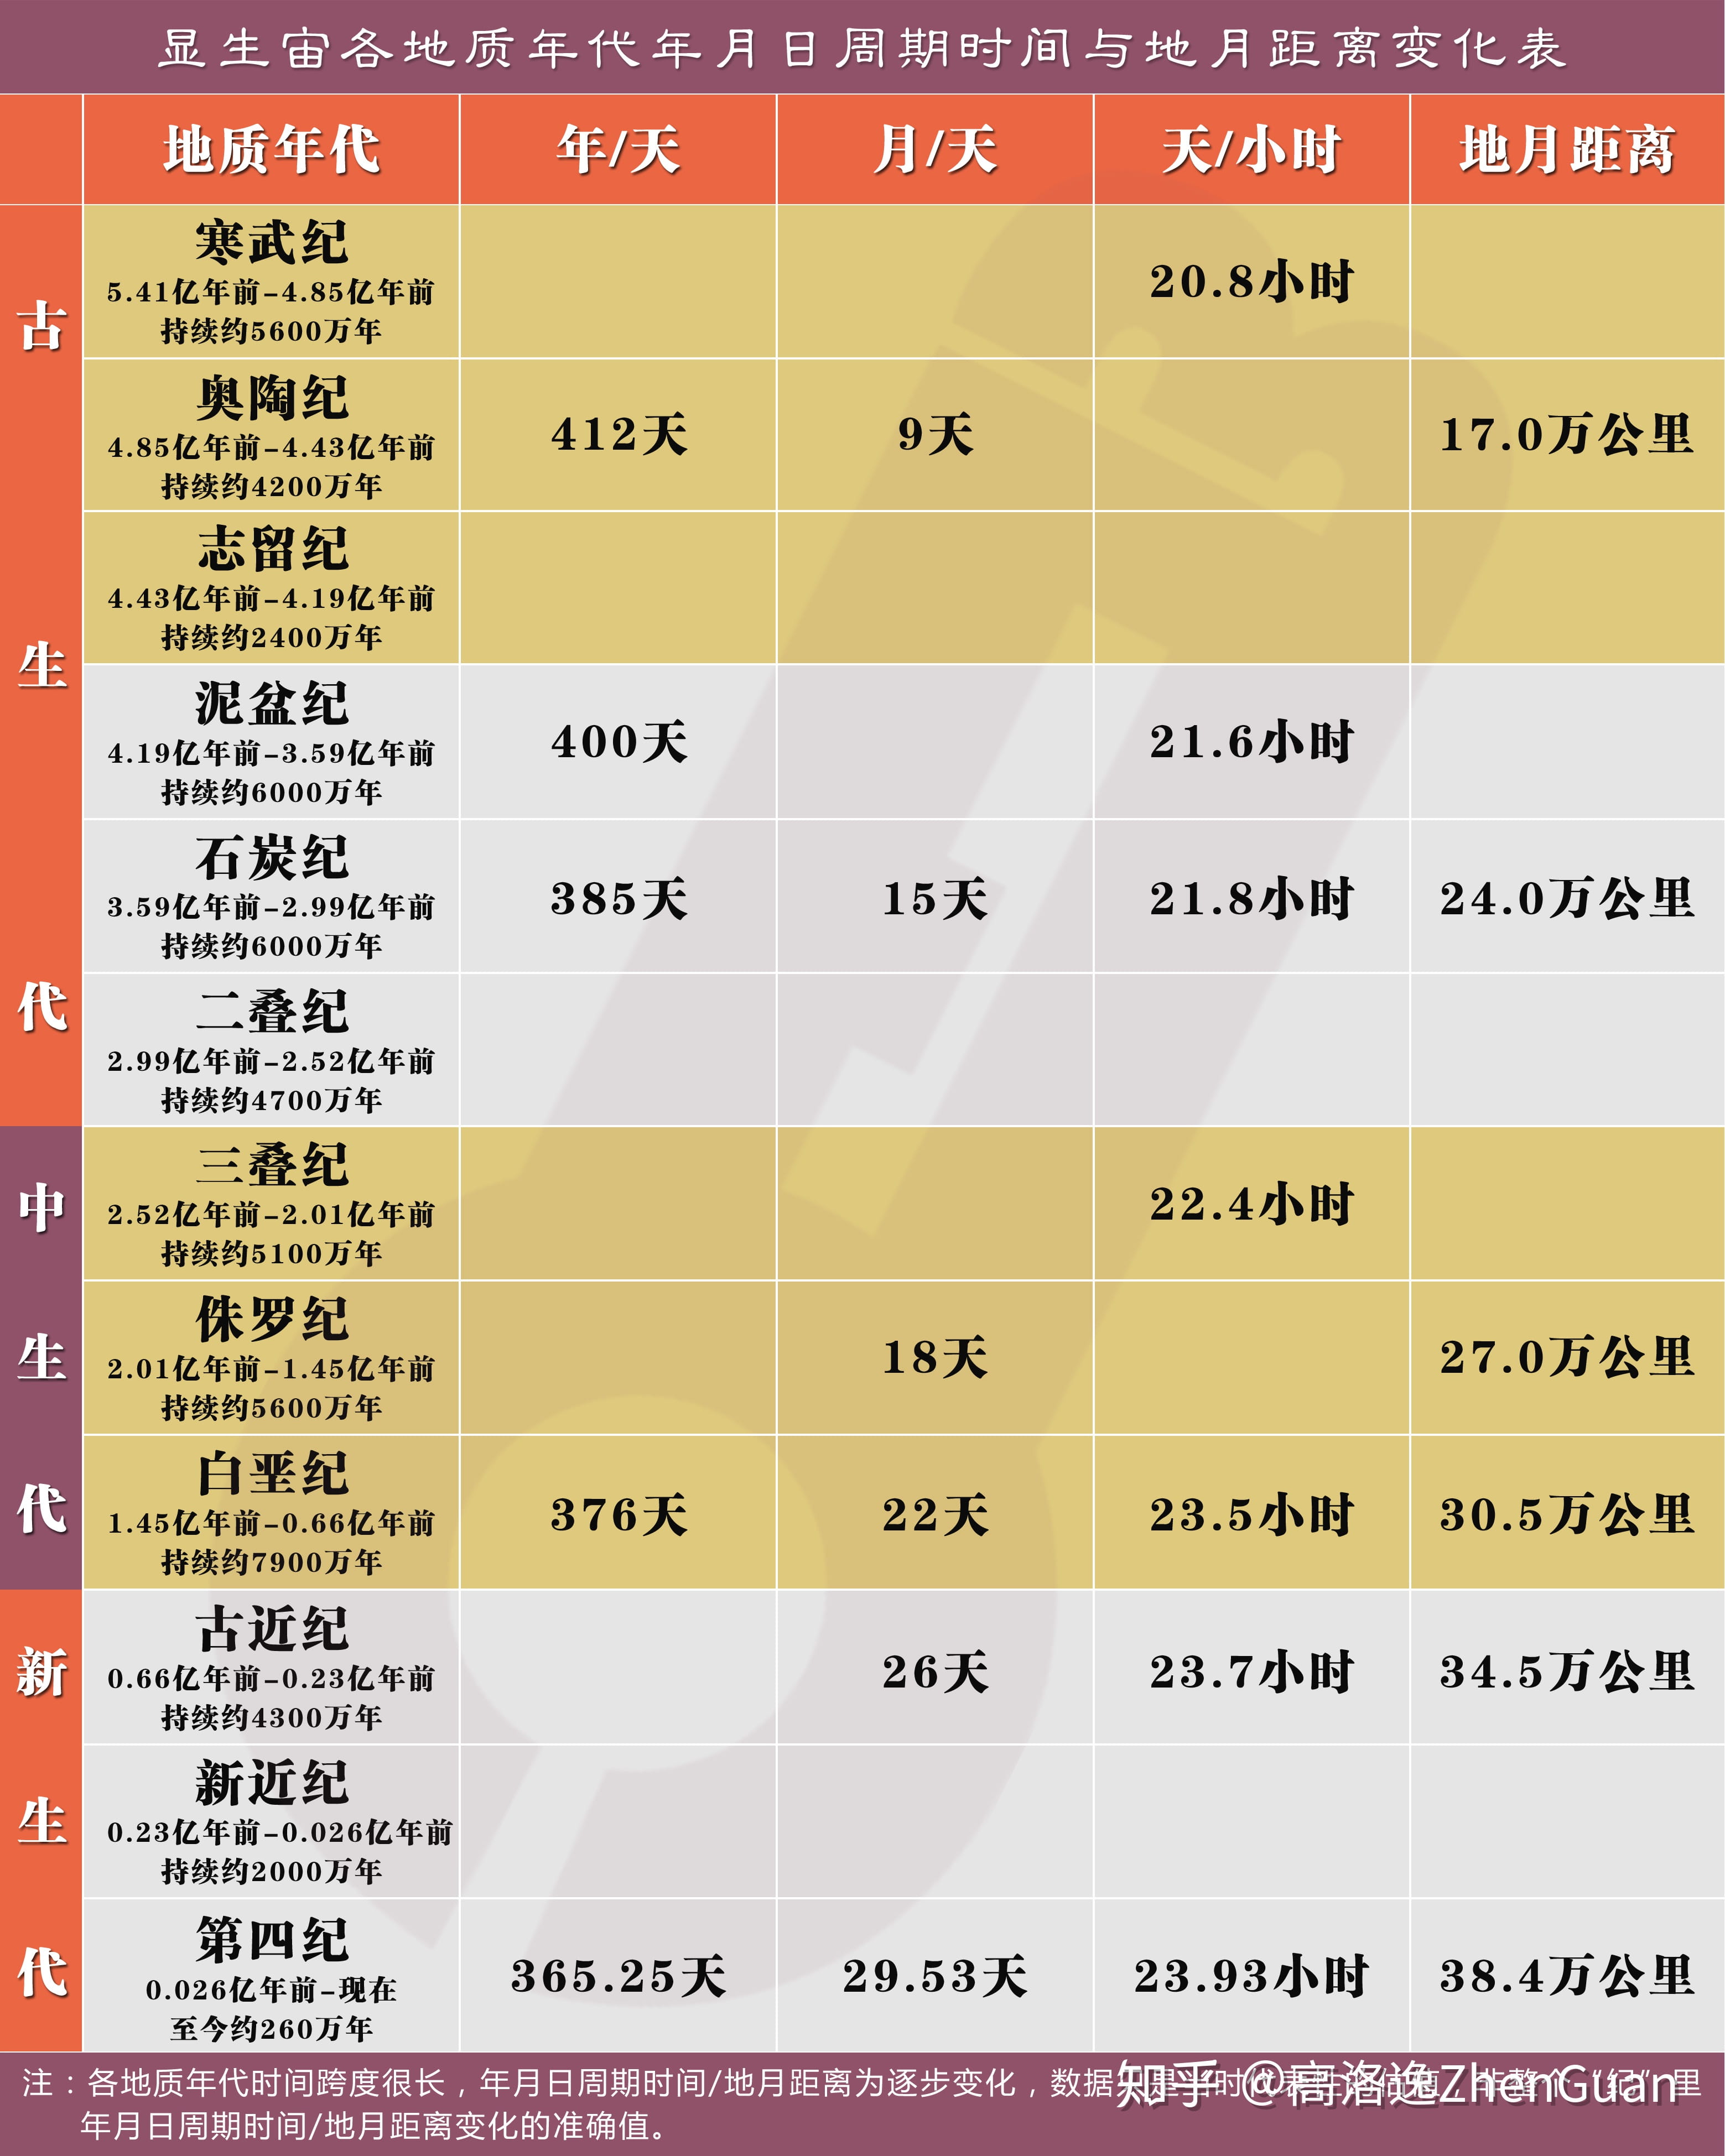 显生宙各地质年代年月日周期时间与地月距离变化表
地质年代 年/天 月/天 天/小时 地月距离
古生代
寒武纪
5.41亿年前-4.85亿年前
持续约5600万年
20.8小时
奥陶纪
4.85亿年前-4.43亿年前
持续约4200万年
412天 9天 17.0万公里
志留纪
4.43亿年前-4.19亿年前
持续约2400万年
泥盆纪
4.19亿年前-3.59亿年前
持续约6000万年
400天 21.6小时
石炭纪
3.59亿年前-2.99亿年前
持续约6000万年
385天 15天 21.8小时 24.0万公里
二叠纪
2.99亿年前-2.52亿年前
持续约4700万年
中生代
三叠纪
2.52亿年前-2.01亿年前
持续约5100万年
22.4小时
侏罗纪
2.01亿年前-1.45亿年前
持续约5600万年
18天 27.0万公里
白垩纪
1.45亿年前-0.66亿年前
持续约7900万年
376天 22天 23.5小时 30.5万公里
新生代
古近纪
0.66亿年前-0.23亿年前
持续约4300万年
26天 23.7小时 34.5万公里
新近纪
0.23亿年前-0.026亿年前
持续约2000万年
第四纪
0.026亿年前-现在
至今约260万年
365.25天 29.53天 23.93小时 38.4万公里
注：各地质年代时间跨度很长，年月日周期时间/地月距离为逐步变化，数据 “纪”里
年月日周期时间/地月距离变化的准确值。
知乎 @高洛逸ZhenGuan